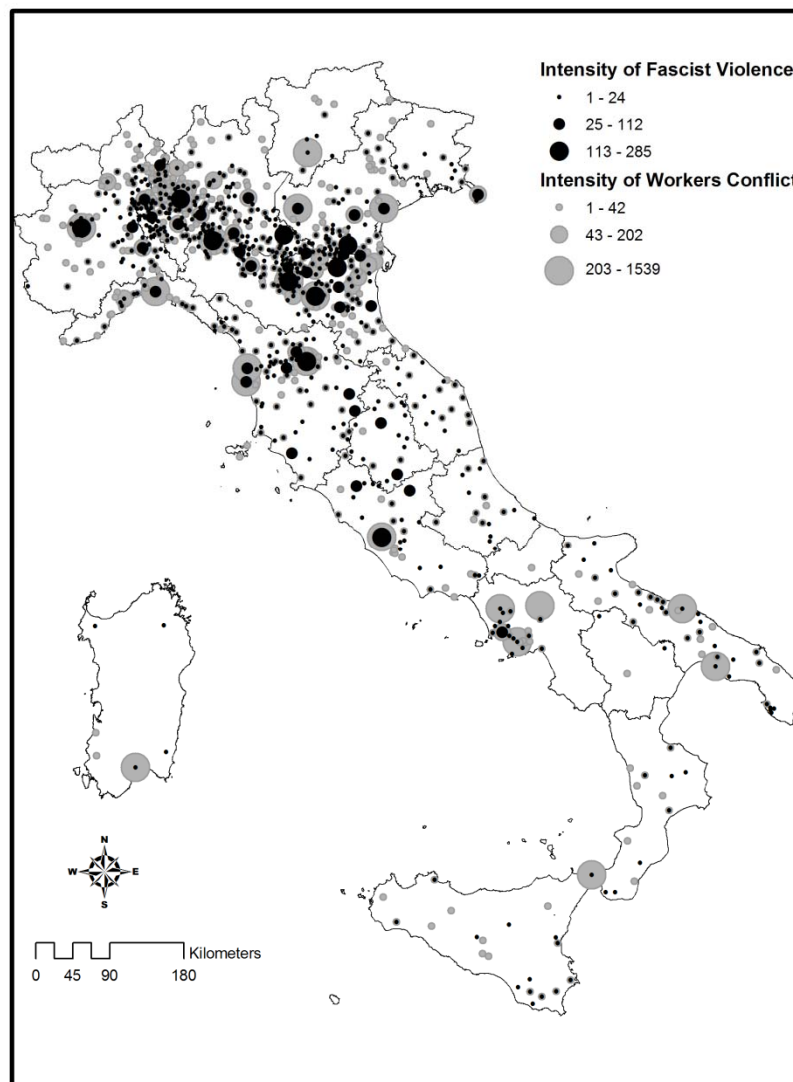 Intensity of Fascist Violence
1 - 24
25 - 112
113 - 285
Intensity of Workers Conflict
1 - 42
43 - 202
203 - 1539
N
W E
S
Kilometers
0 45 90 180